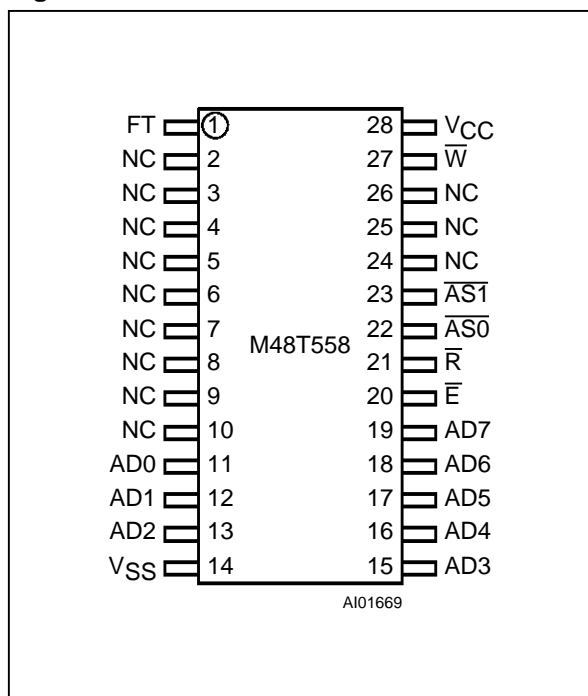 FT 1 28 VCC
NC 2 27 W̅
NC 3 26 NC
NC 4 25 NC
NC 5 24 NC
NC 6 23 A̅S̅1̅
NC 7 22 A̅S̅0̅
M48T558
NC 8 21 R̅
NC 9 20 E̅
NC 10 19 AD7
AD0 11 18 AD6
AD1 12 17 AD5
AD2 13 16 AD4
VSS 14 15 AD3
AI01669